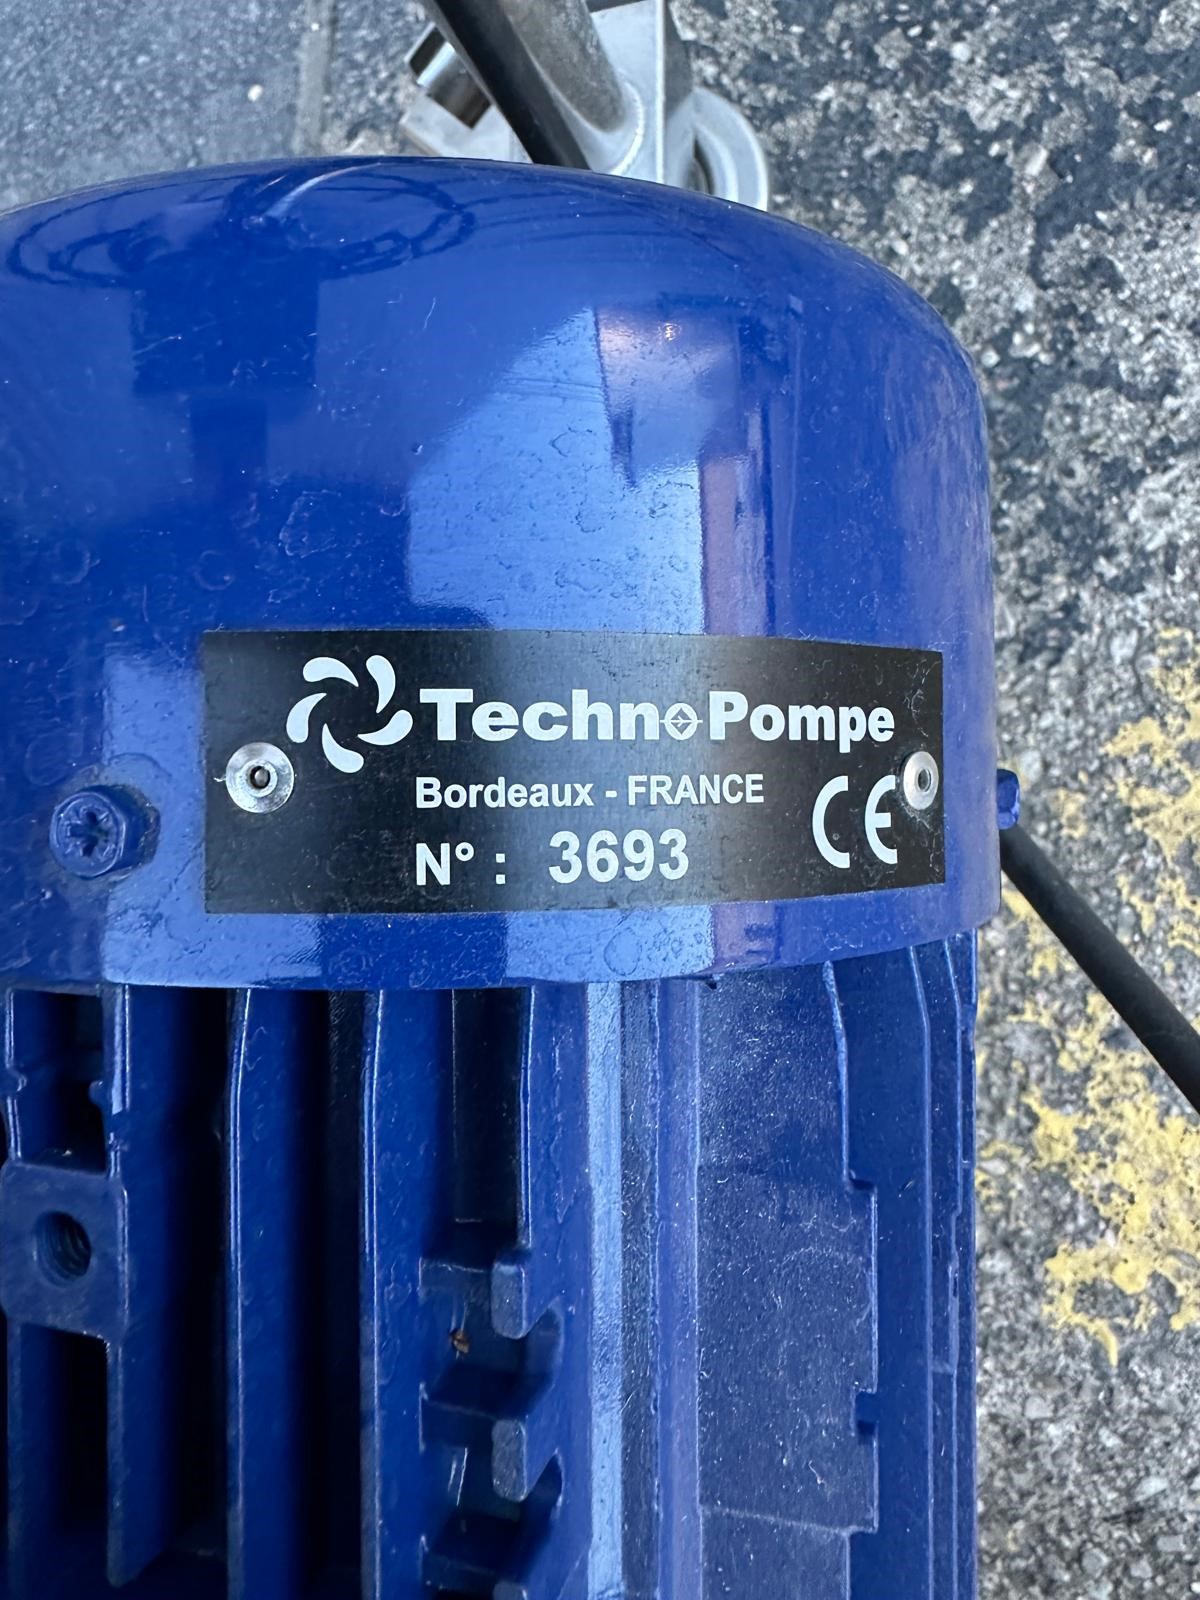 TechnoPompe
Bordeaux - FRANCE
N° : 3693
CE